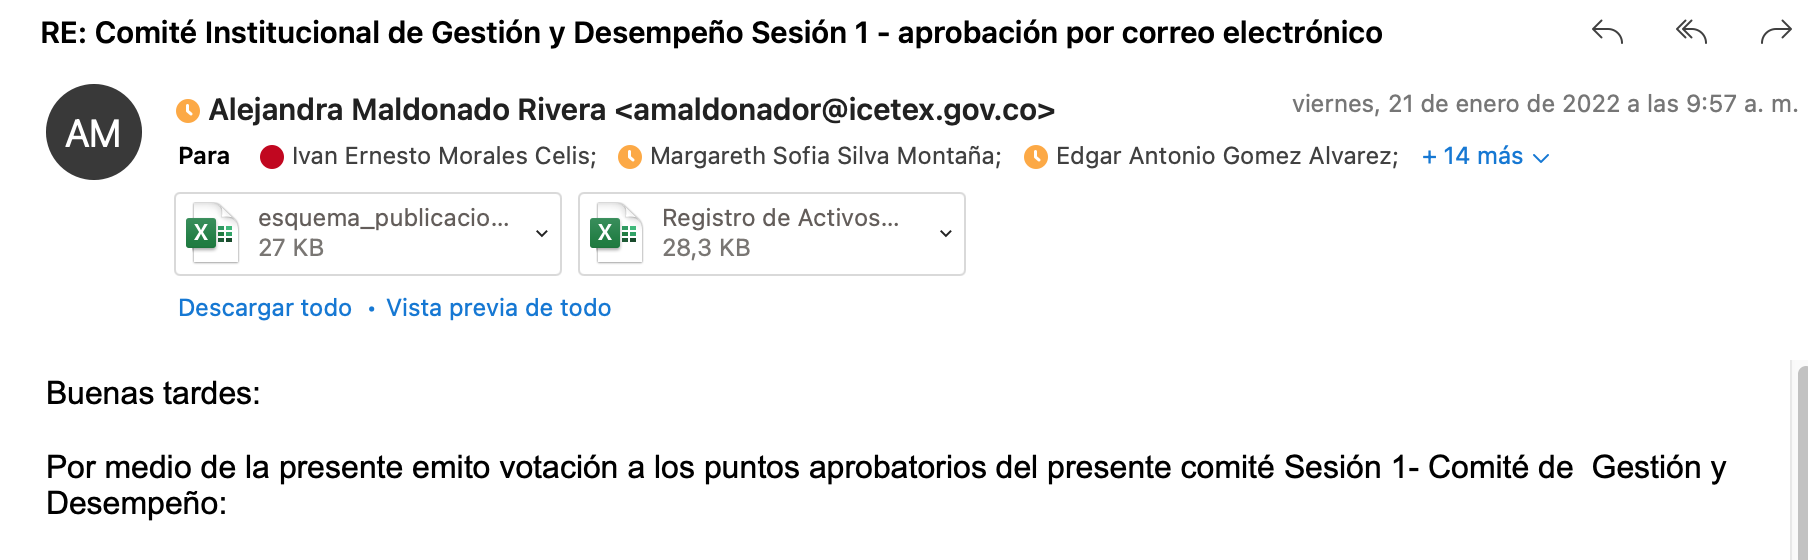 RE: Comité Institucional de Gestión y Desempeño Sesión 1 - aprobación por correo electrónico
AM
Alejandra Maldonado Rivera <amaldonador@icetex.gov.co>
viernes, 21 de enero de 2022 a las 9:57 a. m.
Para Ivan Ernesto Morales Celis; Margareth Sofia Silva Montaña; Edgar Antonio Gomez Alvarez; + 14 más
esquema_publicacio...
27 KB
Registro de Activos...
28,3 KB
Descargar todo • Vista previa de todo
Buenas tardes:
Por medio de la presente emito votación a los puntos aprobatorios del presente comité Sesión 1- Comité de  Gestión y
Desempeño: